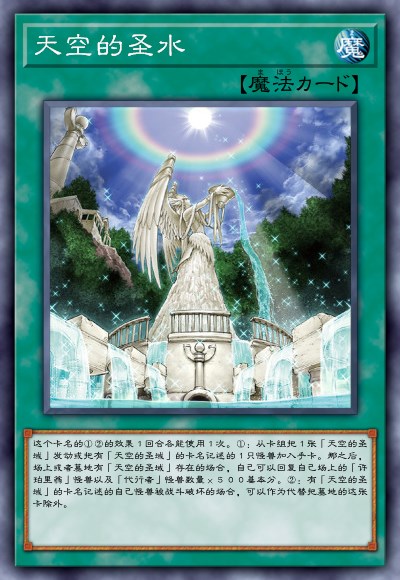 天空的圣水
魔
【魔法カード】
ま ほう
这个卡名的①②的效果1回合各能使用1次。①：从卡组把1张「天空的圣
域」发动或把有「天空的圣域」的卡名记述的1只怪兽加入手卡。那之后，
场上或者墓地有「天空的圣域」存在的场合，自己可以回复自己场上的「许
珀里翁」怪兽以及「代行者」怪兽数量×500基本分。②：有「天空的圣
域」的卡名记述的自己怪兽被战斗破坏的场合，可以作为代替把墓地的这
张卡除外。